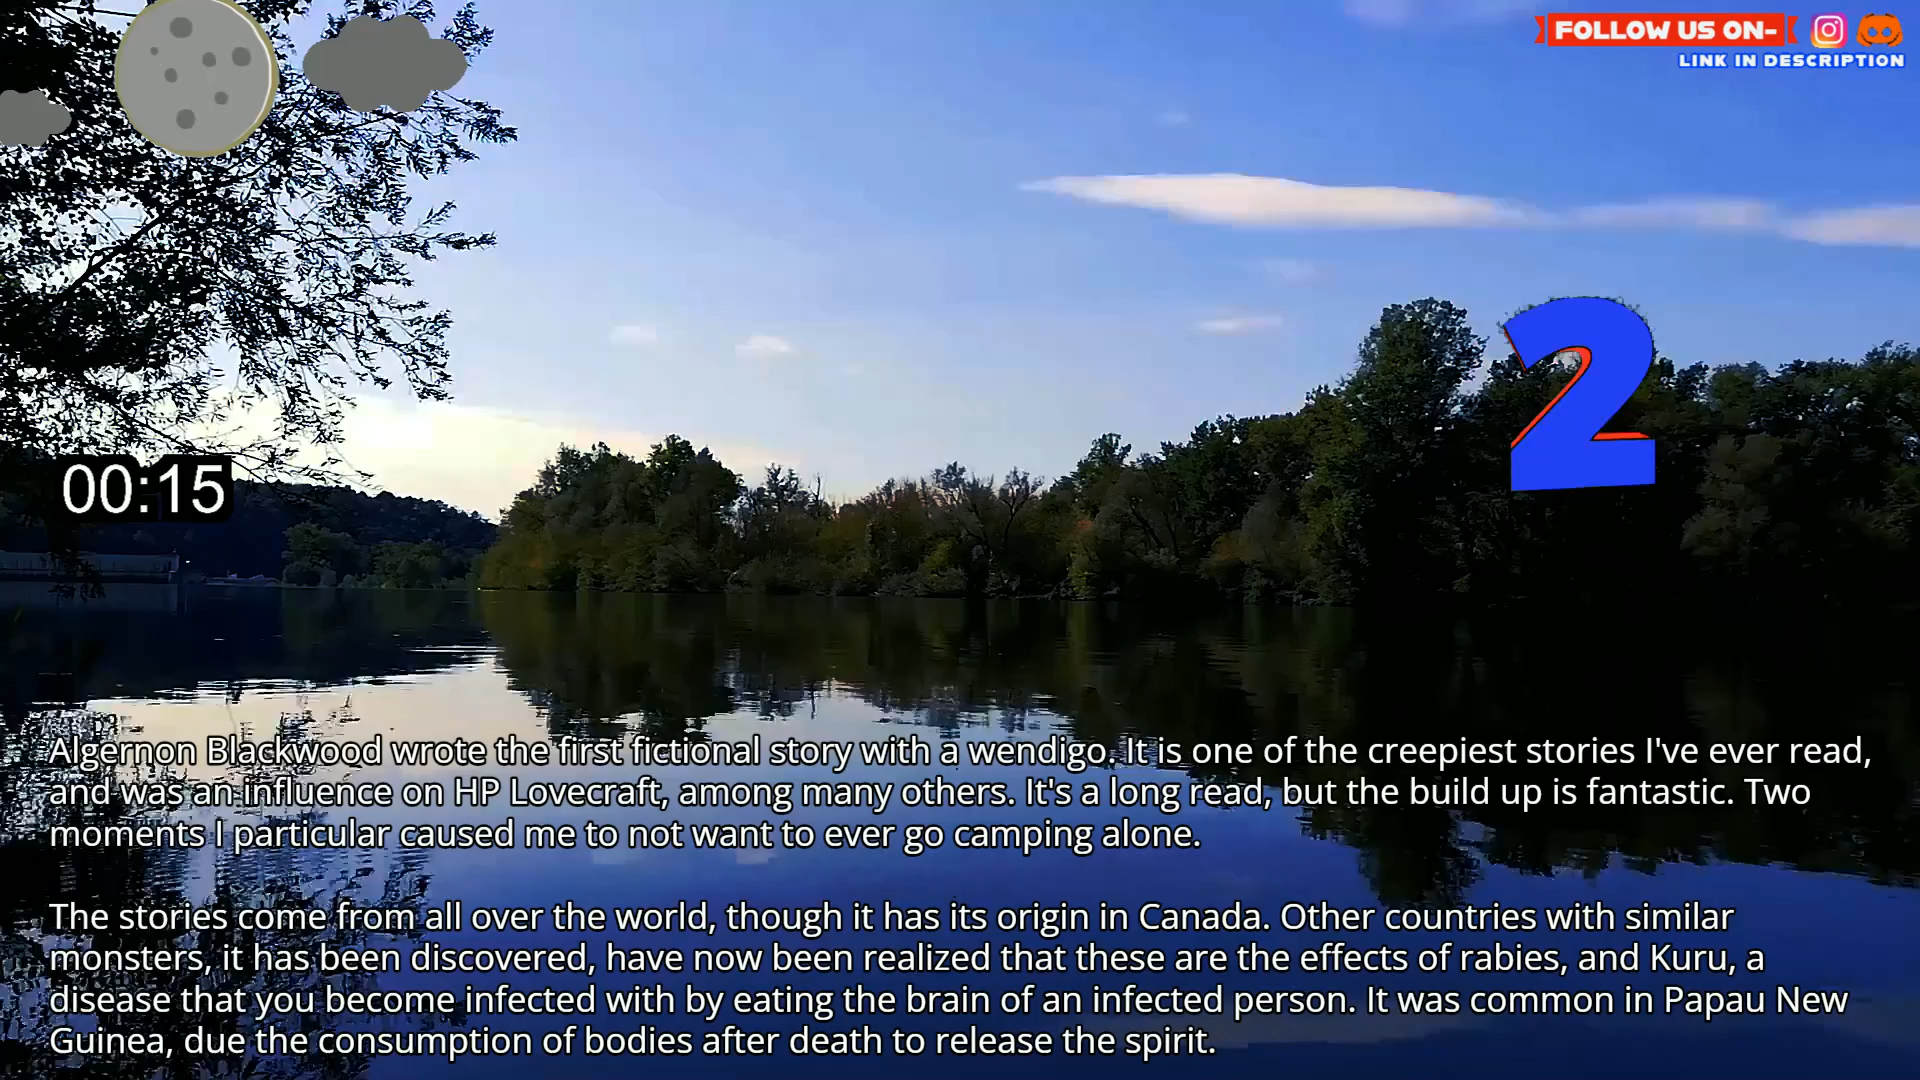 FOLLOW US ON-
LINK IN DESCRIPTION
2
00:15
Algernon Blackwood wrote the first fictional story with a wendigo. It is one of the creepiest stories I've ever read,
and was an influence on HP Lovecraft, among many others. It's a long read, but the build up is fantastic. Two
moments I particular caused me to not want to ever go camping alone.
The stories come from all over the world, though it has its origin in Canada. Other countries with similar
monsters, it has been discovered, have now been realized that these are the effects of rabies, and Kuru, a
disease that you become infected with by eating the brain of an infected person. It was common in Papau New
Guinea, due the consumption of bodies after death to release the spirit.